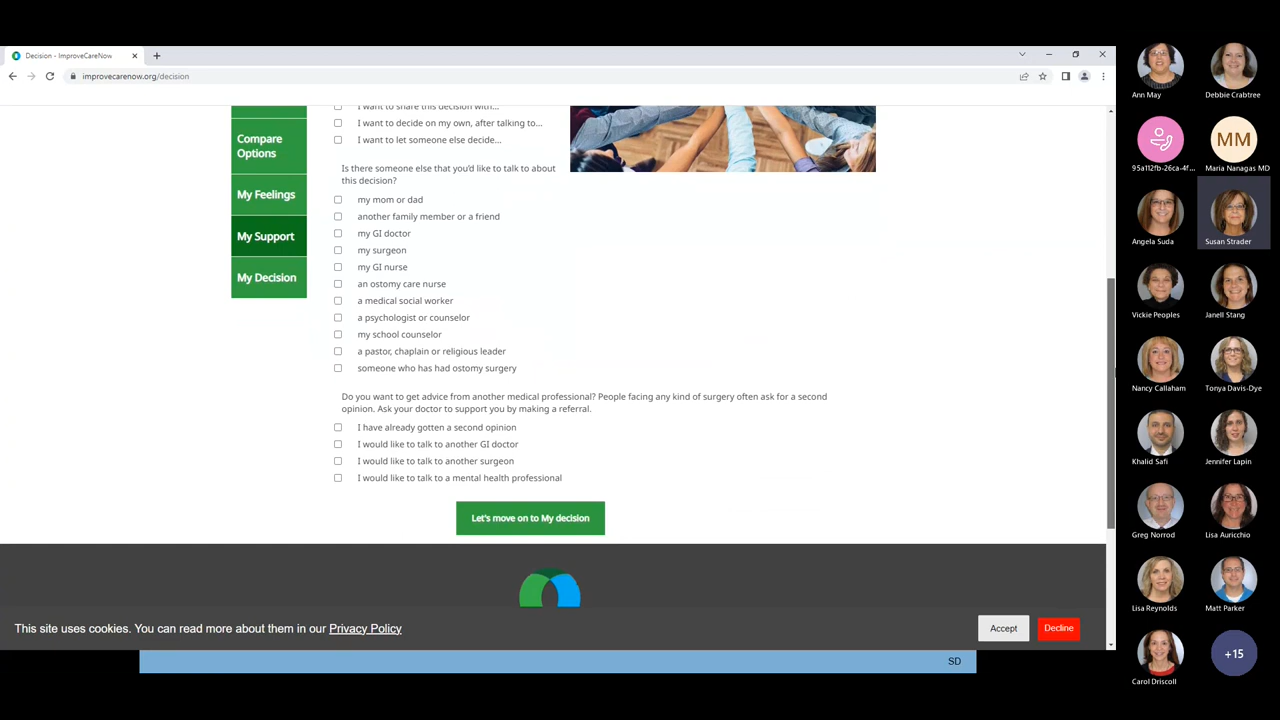 Decision - ImproveCareNow
improvecarenow.org/decision
I want to share this decision with...
I want to decide on my own, after talking to...
I want to let someone else decide...
Compare
Options
My Feelings
My Support
My Decision
Is there someone else that you'd like to talk to about
this decision?
my mom or dad
another family member or a friend
my GI doctor
my surgeon
my GI nurse
an ostomy care nurse
a medical social worker
a psychologist or counselor
my school counselor
a pastor, chaplain or religious leader
someone who has had ostomy surgery
Do you want to get advice from another medical professional? People facing any kind of surgery often ask for a second
opinion. Ask your doctor to support you by making a referral.
I have already gotten a second opinion
I would like to talk to another GI doctor
I would like to talk to another surgeon
I would like to talk to a mental health professional
Let's move on to My decision
This site uses cookies. You can read more about them in our Privacy Policy
Accept
Decline
SD
Ann May
Debbie Crabtree
MM
95a112fb-26ca-4f...
Maria Nanagas MD
Angela Suda
Susan Strader
Vickie Peoples
Janell Stang
Nancy Callaham
Tonya Davis-Dye
Khalid Safi
Jennifer Lapin
Greg Norrod
Lisa Auricchio
Lisa Reynolds
Matt Parker
Carol Driscoll
+15